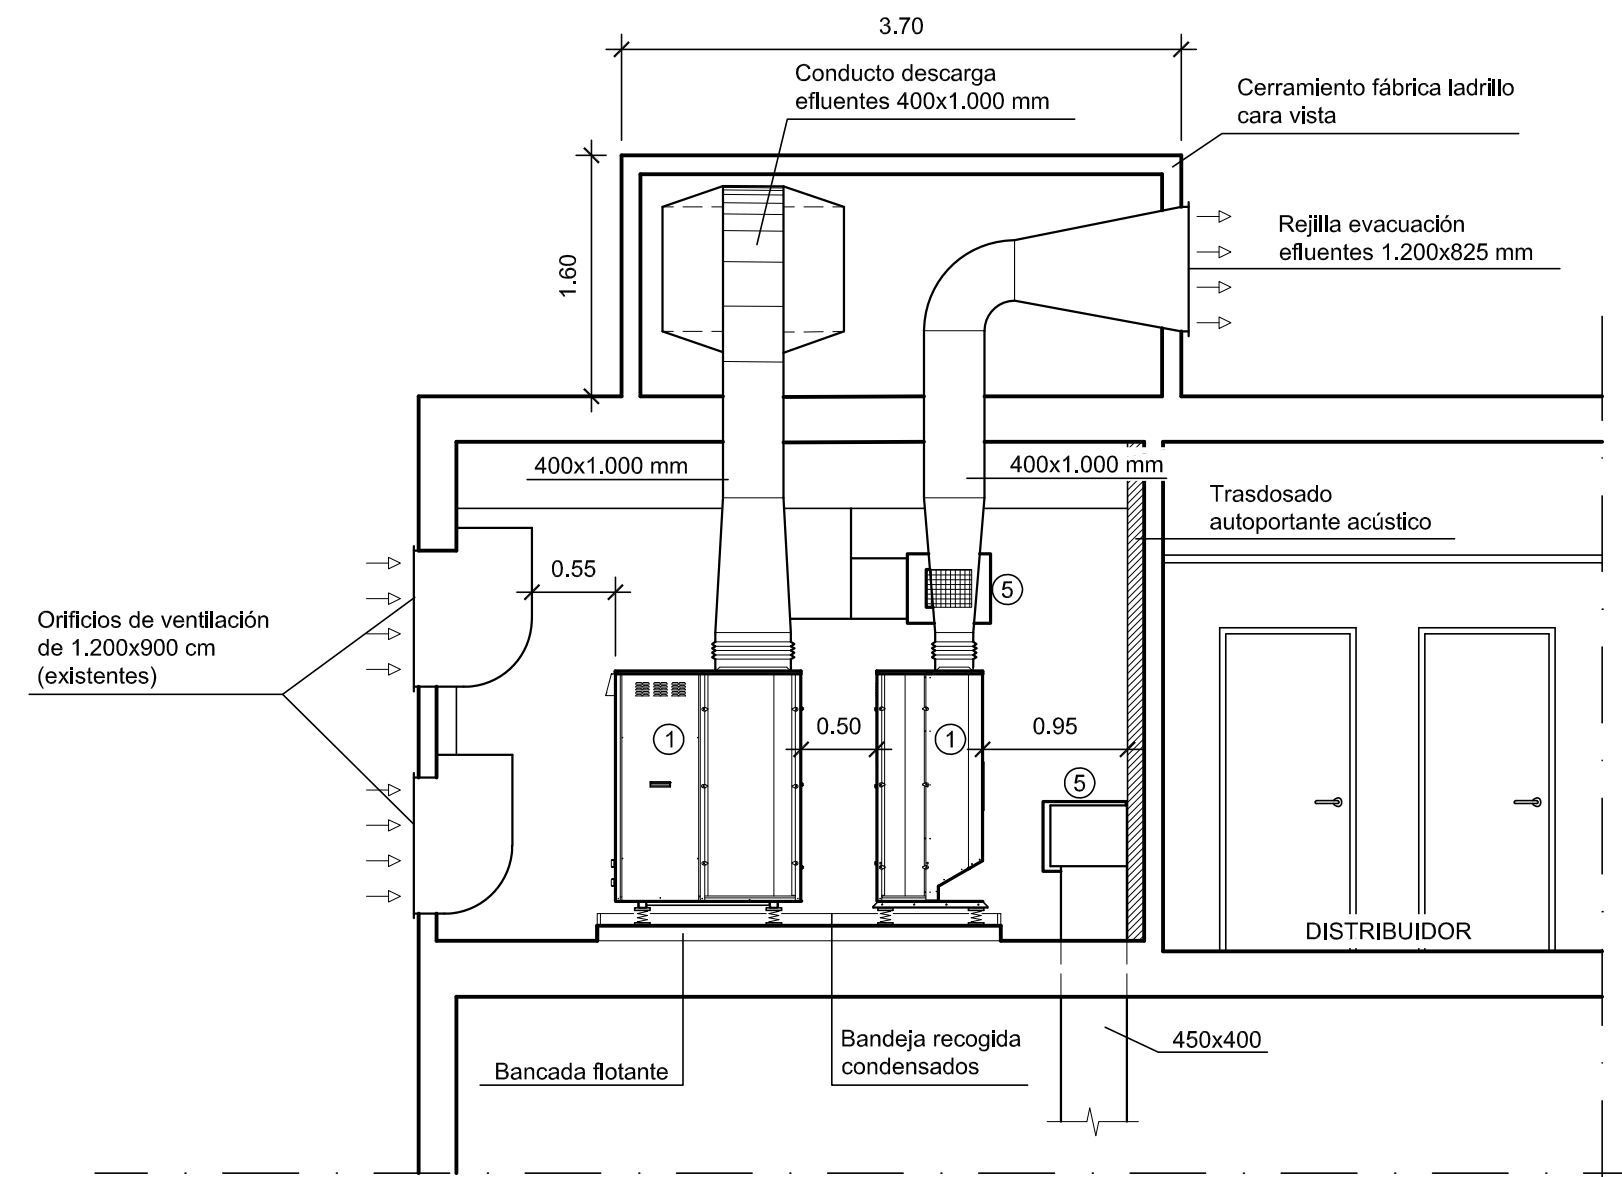 3.70
Conducto descarga
efluentes 400x1.000 mm
Cerramiento fábrica ladrillo
cara vista
1.60
Rejilla evacuación
efluentes 1.200x825 mm
400x1.000 mm
400x1.000 mm
Trasdosado
autoportante acústico
0.55
5
Orificios de ventilación
de 1.200x900 cm
(existentes)
1
0.50
1
0.95
5
DISTRIBUIDOR
Bandeja recogida
condensados
450x400
Bancada flotante